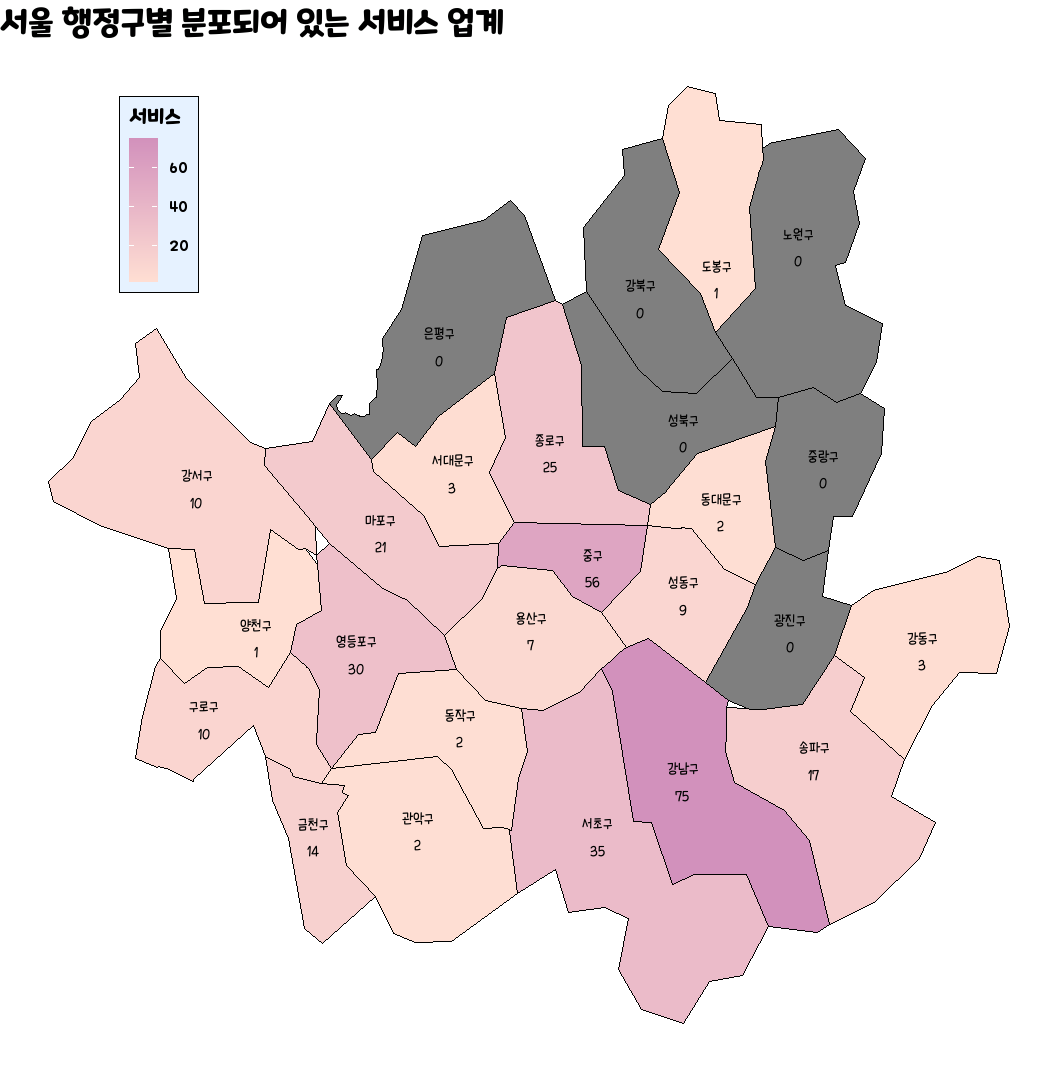 서울 행정구별 분포되어 있는 서비스 업계
서비스
60
40
20
노원구
0
도봉구
1
강북구
0
은평구
0
성북구
0
종로구
25
서대문구
3
중랑구
0
강서구
10
동대문구
2
마포구
21
중구
56
성동구
9
용산구
7
광진구
0
양천구
1
강동구
3
영등포구
30
구로구
10
동작구
2
송파구
17
강남구
75
관악구
2
금천구
14
서초구
35